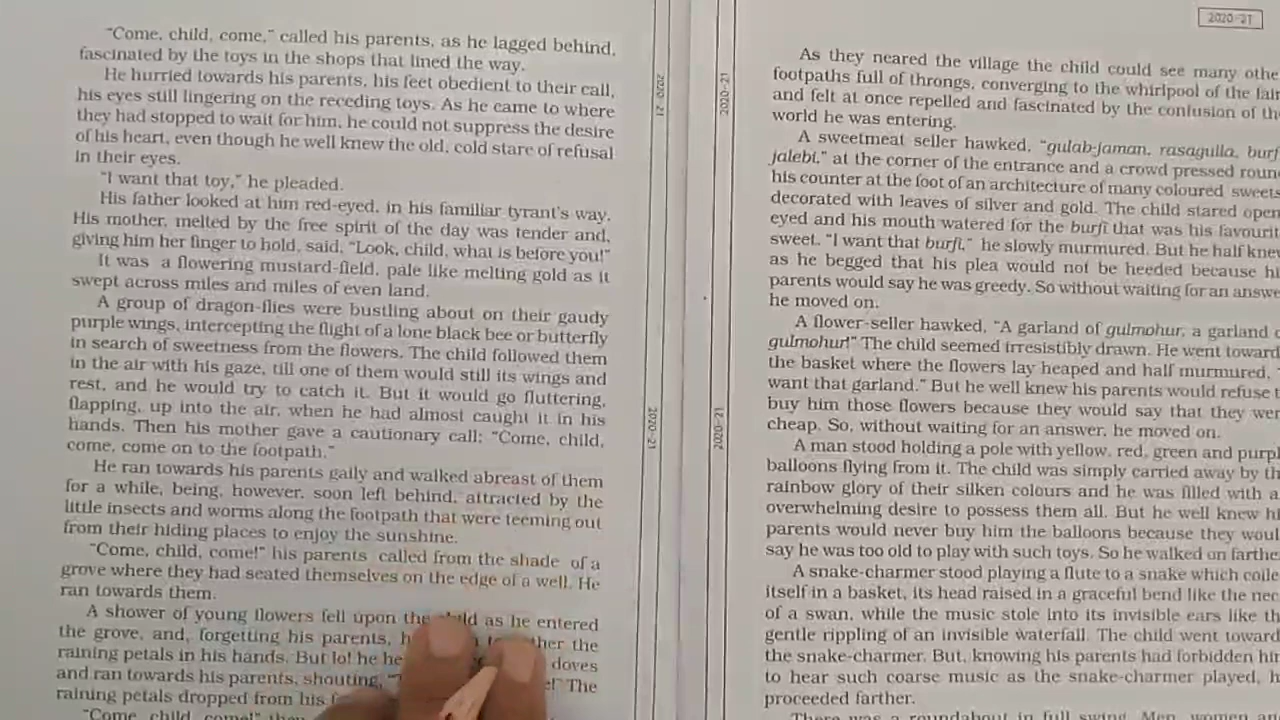 "Come, child, come," called his parents, as he lagged behind,
fascinated by the toys in the shops that lined the way.
He hurried towards his parents, his feet obedient to their call,
his eyes still lingering on the receding toys. As he came to where
they had stopped to wait for him, he could not suppress the desire
of his heart, even though he well knew the old, cold stare of refusal
in their eyes.
"I want that toy," he pleaded.
His father looked at him red-eyed, in his familiar tyrant's way.
His mother, melted by the free spirit of the day was tender and,
giving him her finger to hold, said, "Look, child, what is before you!"
It was a flowering mustard-field, pale like melting gold as it
swept across miles and miles of even land.
A group of dragon-flies were bustling about on their gaudy
purple wings, intercepting the flight of a lone black bee or butterfly
in search of sweetness from the flowers. The child followed them
in the air with his gaze, till one of them would still its wings and
rest, and he would try to catch it. But it would go fluttering,
flapping, up into the air, when he had almost caught it in his
hands. Then his mother gave a cautionary call: "Come, child,
come, come on to the footpath."
He ran towards his parents gaily and walked abreast of them
for a while, being, however, soon left behind, attracted by the
little insects and worms along the footpath that were teeming out
from their hiding places to enjoy the sunshine.
"Come, child, come!" his parents called from the shade of a
grove where they had seated themselves on the edge of a well. He
ran towards them.
A shower of young flowers fell upon the child as he entered
the grove, and, forgetting his parents, the
raining petals in his hands. But lo! he doves
and ran towards his parents, shouting, The
raining petals dropped from his
"Come, child, come!"
2020-21
2020-21
2020-21
2020-21
2020-21
As they neared the village the child could see many
footpaths full of throngs, converging to the whirlpool of the
and felt at once repelled and fascinated by the confusion of
world he was entering.
A sweetmeat seller hawked, "gulab-jaman, rasagulla,
jalebi," at the corner of the entrance and a crowd pressed
his counter at the foot of an architecture of many coloured sweets
decorated with leaves of silver and gold. The child stared
eyed and his mouth watered for the burfi that was his
sweet. "I want that burfi," he slowly murmured. But he half
as he begged that his plea would not be heeded because
parents would say he was greedy. So without waiting for an
he moved on.
A flower-seller hawked, "A garland of gulmohur, a garland
gulmohur!" The child seemed irresistibly drawn. He went
the basket where the flowers lay heaped and half murmured,
want that garland." But he well knew his parents would refuse
buy him those flowers because they would say that they
cheap. So, without waiting for an answer, he moved on.
A man stood holding a pole with yellow, red, green and
balloons flying from it. The child was simply carried away by
rainbow glory of their silken colours and he was filled with
overwhelming desire to possess them all. But he well knew
parents would never buy him the balloons because they
say he was too old to play with such toys. So he walked on
A snake-charmer stood playing a flute to a snake which
itself in a basket, its head raised in a graceful bend like the
of a swan, while the music stole into its invisible ears like
gentle rippling of an invisible waterfall. The child went
the snake-charmer. But, knowing his parents had forbidden
to hear such coarse music as the snake-charmer played,
proceeded farther.
There was a roundabout in full swing. Men, women